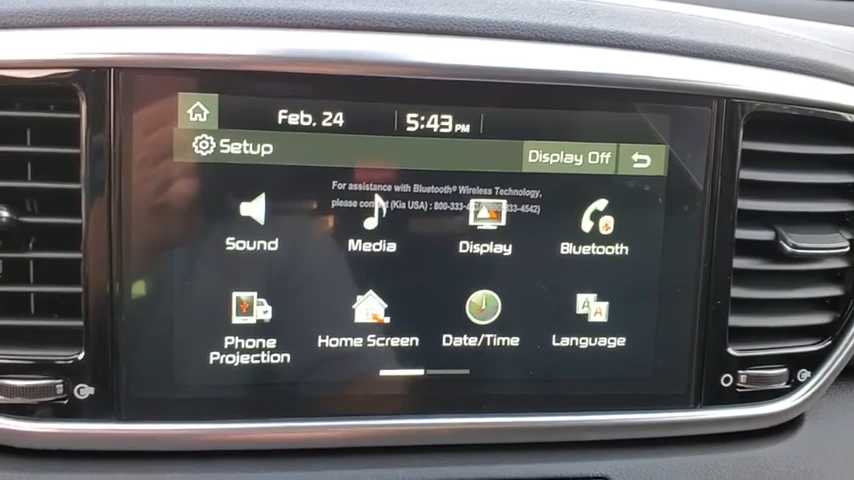 Feb. 24
5:43 PM
Setup
Display Off
For assistance with Bluetooth® Wireless Technology,
please (Kia USA) : 800-333-4542)
Sound
Media
Display
Bluetooth
Phone
Projection
Home Screen
Date/Time
Language
A A